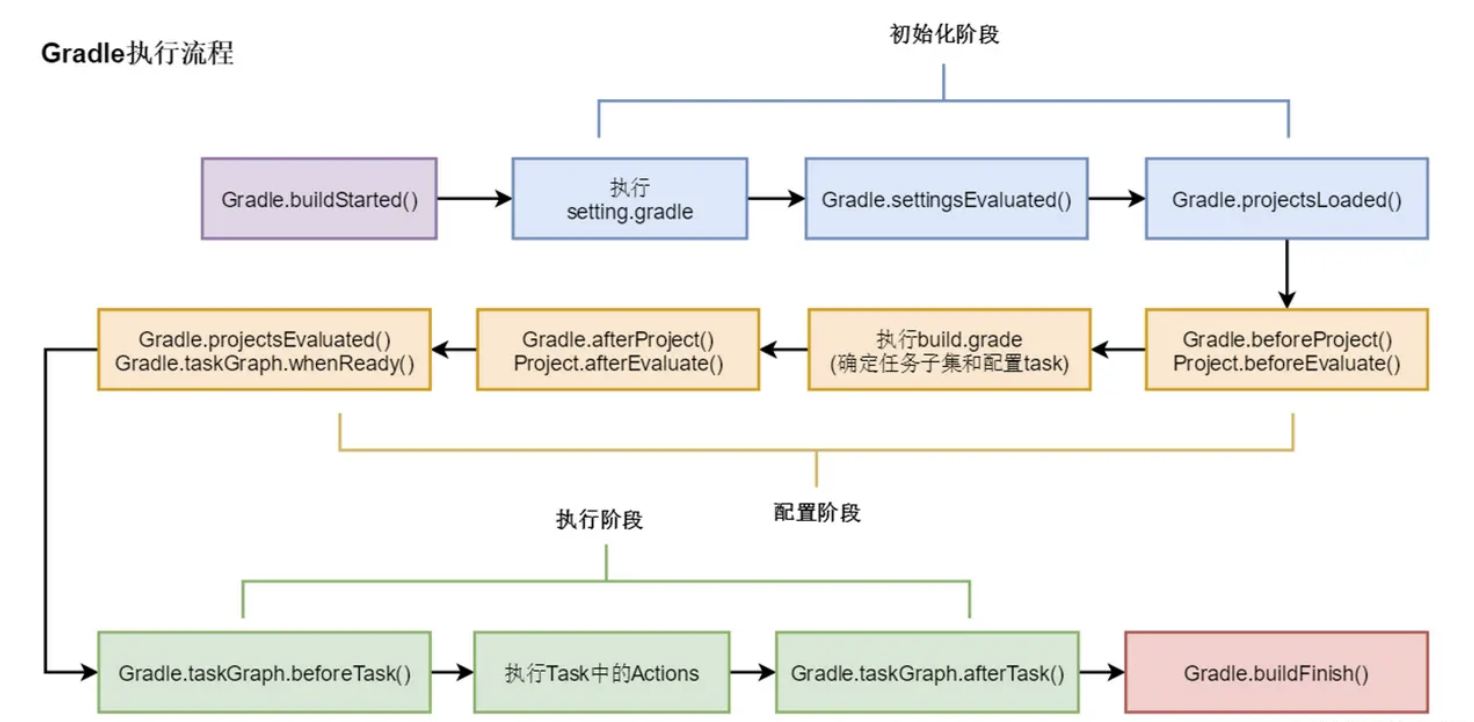 Gradle执行流程
初始化阶段
Gradle.buildStarted()
执行
setting.gradle
Gradle.settingsEvaluated()
Gradle.projectsLoaded()
Gradle.beforeProject()
Project.beforeEvaluate()
执行build.grade
(确定任务子集和配置task)
Gradle.afterProject()
Project.afterEvaluate()
Gradle.projectsEvaluated()
Gradle.taskGraph.whenReady()
配置阶段
执行阶段
Gradle.taskGraph.beforeTask()
执行Task中的Actions
Gradle.taskGraph.afterTask()
Gradle.buildFinish()